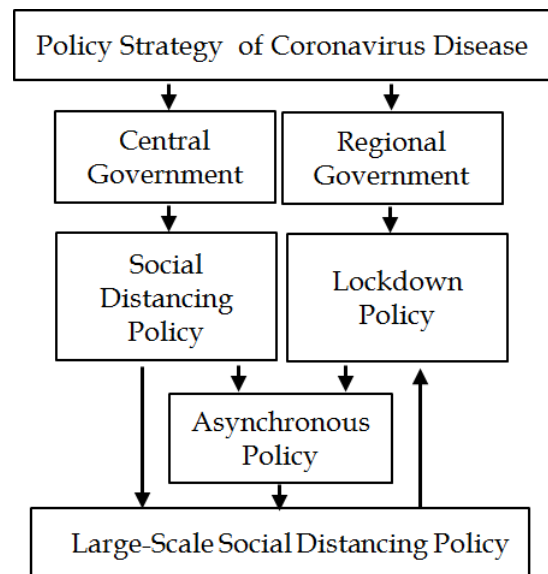 Policy Strategy of Coronavirus Disease
Central
Government
Regional
Government
Social
Distancing
Policy
Lockdown
Policy
Asynchronous
Policy
Large-Scale Social Distancing Policy